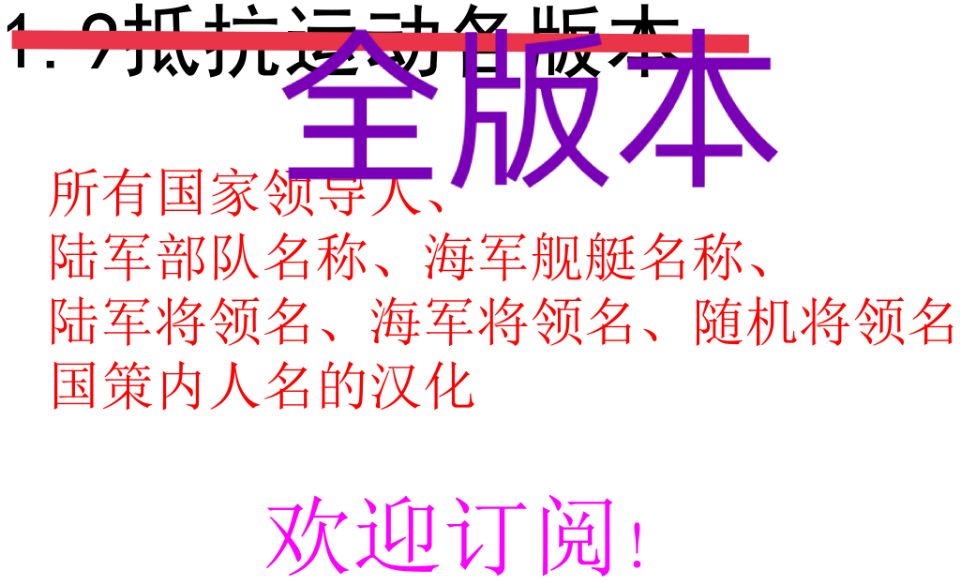 1.9抵抗运动各版本
全版本
所有国家领导人、
陆军部队名称、海军舰艇名称、
陆军将领名、海军将领名、随机将领名
国策内人名的汉化
欢迎订阅!